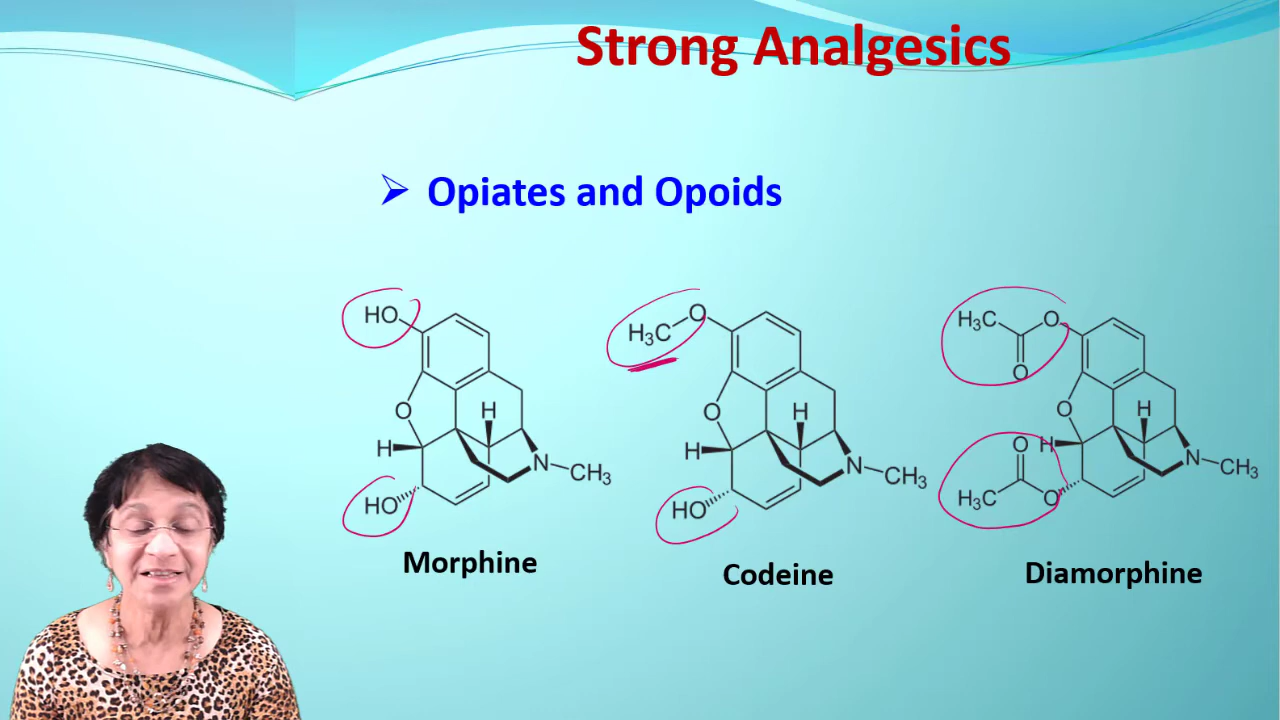 Strong Analgesics
Opiates and Opoids
HO
O
H
H
N
CH3
HO
Morphine
H3C
O
O
H
H
N
CH3
HO
Codeine
H3C
O
O
O
H
O
H
N
CH3
H3C
O
Diamorphine